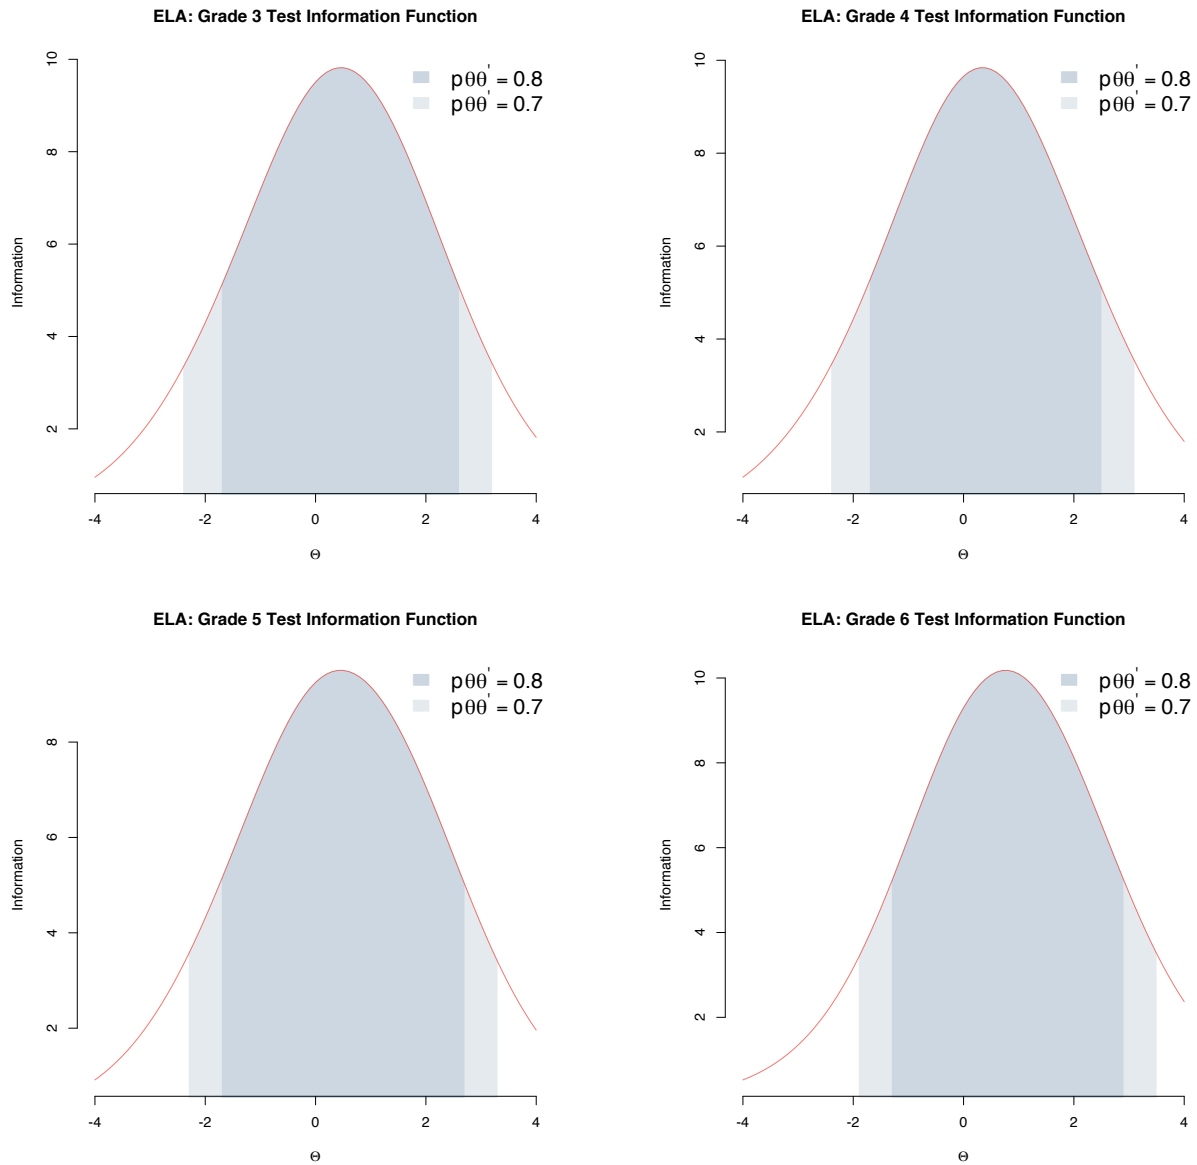 ELA: Grade 3 Test Information Function
pθθ' = 0.8
pθθ' = 0.7
Information
10
8
6
4
2
-4 -2 0 2 4
Θ
ELA: Grade 4 Test Information Function
pθθ' = 0.8
pθθ' = 0.7
Information
10
8
6
4
2
-4 -2 0 2 4
Θ
ELA: Grade 5 Test Information Function
pθθ' = 0.8
pθθ' = 0.7
Information
8
6
4
2
-4 -2 0 2 4
Θ
ELA: Grade 6 Test Information Function
pθθ' = 0.8
pθθ' = 0.7
Information
10
8
6
4
2
-4 -2 0 2 4
Θ